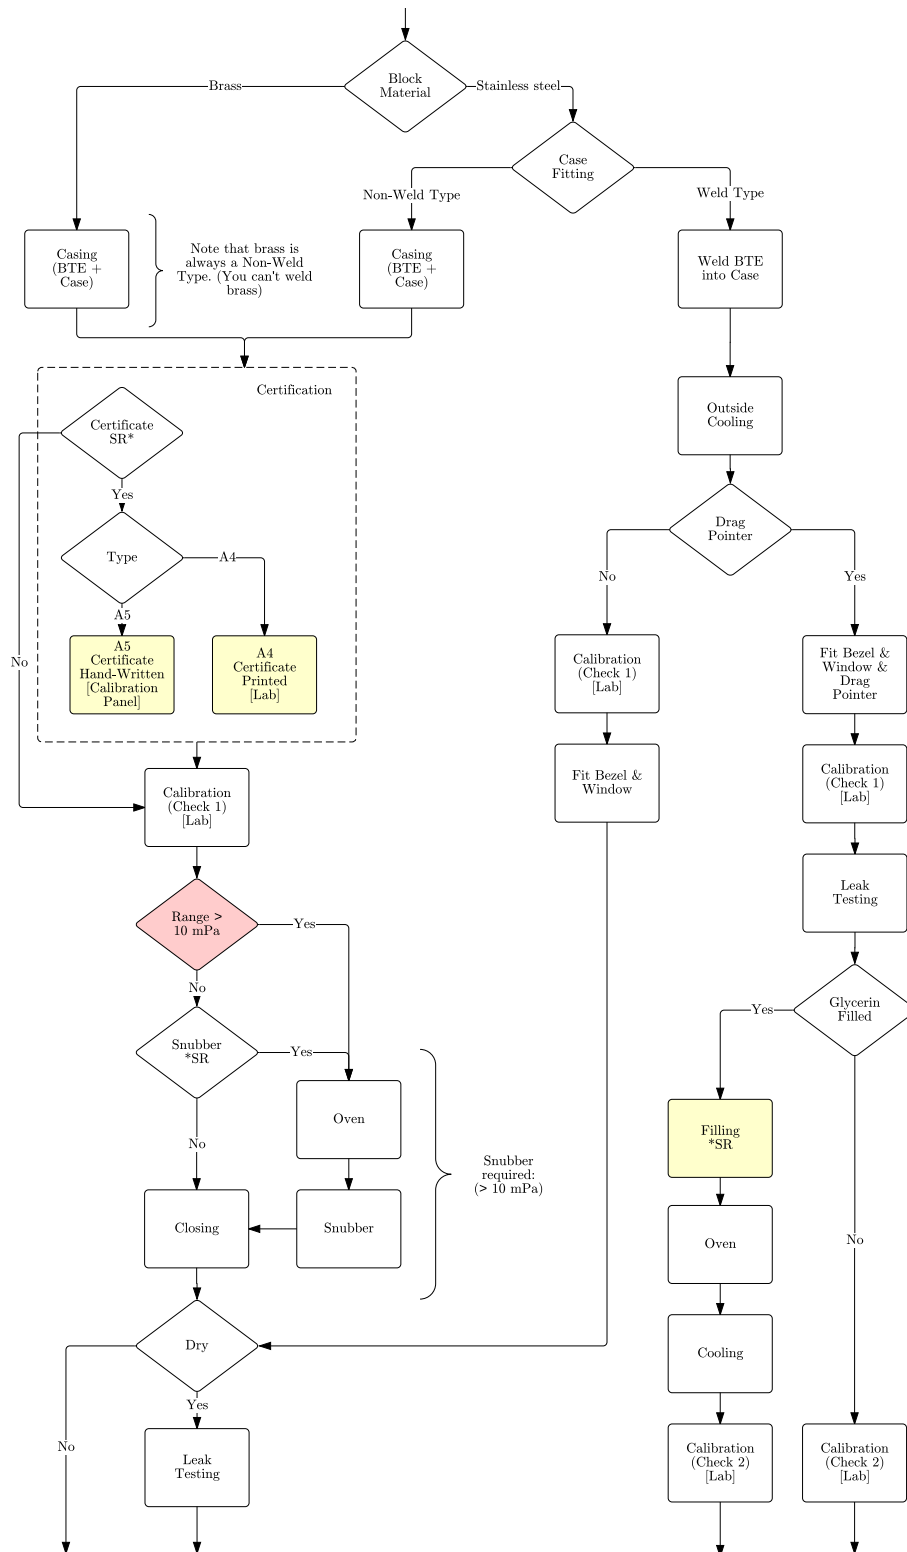 Block
Material
Brass
Stainless steel
Case
Fitting
Non-Weld Type
Weld Type
Casing
(BTE +
Case)
Note that brass is
always a Non-Weld
Type. (You can't weld
brass)
Casing
(BTE +
Case)
Weld BTE
into Case
Certification
Certificate
SR*
Yes
Type
A4
A5
A5
Certificate
Hand-Written
[Calibration
Panel]
A4
Certificate
Printed
[Lab]
No
Outside
Cooling
Drag
Pointer
No
Yes
Calibration
(Check 1)
[Lab]
Fit Bezel &
Window &
Drag
Pointer
Fit Bezel &
Window
Calibration
(Check 1)
[Lab]
Calibration
(Check 1)
[Lab]
Leak
Testing
Range >
10 mPa
Yes
No
Snubber
*SR
Yes
No
Oven
Snubber
Closing
Snubber
required:
(> 10 mPa)
Glycerin
Filled
Yes
No
Filling
*SR
Oven
Cooling
Dry
Yes
No
Leak
Testing
Calibration
(Check 2)
[Lab]
Calibration
(Check 2)
[Lab]